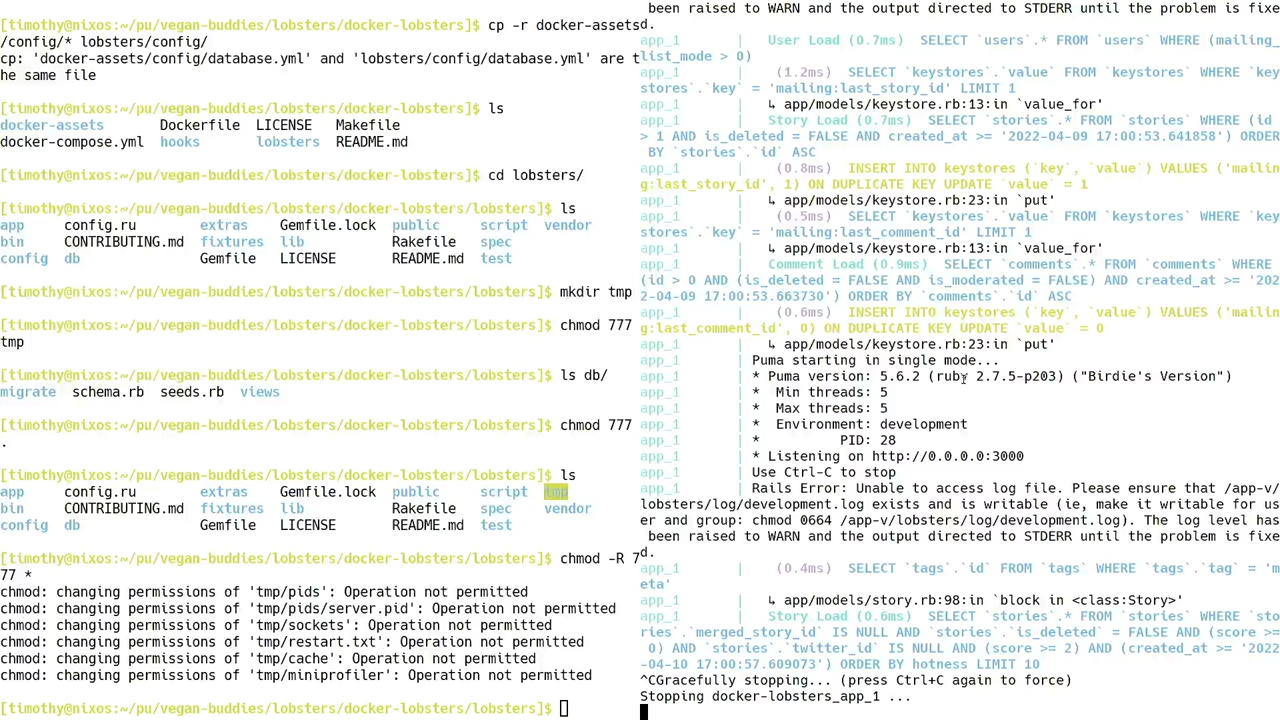 [timothy@nixos:~/pu/vegan-buddies/lobsters/docker-lobsters]$ cp -r docker-assets
/config/* lobsters/config/
cp: 'docker-assets/config/database.yml' and 'lobsters/config/database.yml' are t
he same file
[timothy@nixos:~/pu/vegan-buddies/lobsters/docker-lobsters]$ ls
docker-assets Dockerfile LICENSE Makefile
docker-compose.yml hooks lobsters README.md
[timothy@nixos:~/pu/vegan-buddies/lobsters/docker-lobsters]$ cd lobsters/
[timothy@nixos:~/pu/vegan-buddies/lobsters/docker-lobsters/lobsters]$ ls
app config.ru extras Gemfile.lock public script vendor
bin CONTRIBUTING.md fixtures lib Rakefile spec
config db Gemfile LICENSE README.md test
[timothy@nixos:~/pu/vegan-buddies/lobsters/docker-lobsters/lobsters]$ mkdir tmp
[timothy@nixos:~/pu/vegan-buddies/lobsters/docker-lobsters/lobsters]$ chmod 777
tmp
[timothy@nixos:~/pu/vegan-buddies/lobsters/docker-lobsters/lobsters]$ ls db/
migrate schema.rb seeds.rb views
[timothy@nixos:~/pu/vegan-buddies/lobsters/docker-lobsters/lobsters]$ chmod 777
.
[timothy@nixos:~/pu/vegan-buddies/lobsters/docker-lobsters/lobsters]$ ls
app config.ru extras Gemfile.lock public script tmp
bin CONTRIBUTING.md fixtures lib Rakefile spec vendor
config db Gemfile LICENSE README.md test
[timothy@nixos:~/pu/vegan-buddies/lobsters/docker-lobsters/lobsters]$ chmod -R 7
77 *
chmod: changing permissions of 'tmp/pids': Operation not permitted
chmod: changing permissions of 'tmp/pids/server.pid': Operation not permitted
chmod: changing permissions of 'tmp/sockets': Operation not permitted
chmod: changing permissions of 'tmp/restart.txt': Operation not permitted
chmod: changing permissions of 'tmp/cache': Operation not permitted
chmod: changing permissions of 'tmp/miniprofiler': Operation not permitted
[timothy@nixos:~/pu/vegan-buddies/lobsters/docker-lobsters/lobsters]$
been raised to WARN and the output directed to STDERR until the problem is fixe
d.
app_1 | User Load (0.7ms) SELECT `users`.* FROM `users` WHERE (mailing_
list_mode > 0)
app_1 | (1.2ms) SELECT `keystores`.`value` FROM `keystores` WHERE `key
stores`.`key` = 'mailing:last_story_id' LIMIT 1
app_1 | ↳ app/models/keystore.rb:13:in `value_for'
app_1 | Story Load (0.7ms) SELECT `stories`.* FROM `stories` WHERE (id
> 1 AND is_deleted = FALSE AND created_at >= '2022-04-09 17:00:53.641858') ORDER
BY `stories`.`id` ASC
app_1 | (0.8ms) INSERT INTO keystores (`key`, `value`) VALUES ('mailin
g:last_story_id', 1) ON DUPLICATE KEY UPDATE `value` = 1
app_1 | ↳ app/models/keystore.rb:23:in `put'
app_1 | (0.5ms) SELECT `keystores`.`value` FROM `keystores` WHERE `key
stores`.`key` = 'mailing:last_comment_id' LIMIT 1
app_1 | ↳ app/models/keystore.rb:13:in `value_for'
app_1 | Comment Load (0.9ms) SELECT `comments`.* FROM `comments` WHERE
(id > 0 AND (is_deleted = FALSE AND is_moderated = FALSE) AND created_at >= '202
2-04-09 17:00:53.663730') ORDER BY `comments`.`id` ASC
app_1 | (0.6ms) INSERT INTO keystores (`key`, `value`) VALUES ('mailin
g:last_comment_id', 0) ON DUPLICATE KEY UPDATE `value` = 0
app_1 | ↳ app/models/keystore.rb:23:in `put'
app_1 | Puma starting in single mode...
app_1 | * Puma version: 5.6.2 (ruby 2.7.5-p203) ("Birdie's Version")
app_1 | * Min threads: 5
app_1 | * Max threads: 5
app_1 | * Environment: development
app_1 | * PID: 28
app_1 | * Listening on http://0.0.0.0:3000
app_1 | Use Ctrl-C to stop
app_1 | Rails Error: Unable to access log file. Please ensure that /app-v/
lobsters/log/development.log exists and is writable (ie, make it writable for us
er and group: chmod 0664 /app-v/lobsters/log/development.log). The log level has
been raised to WARN and the output directed to STDERR until the problem is fixe
d.
app_1 | (0.4ms) SELECT `tags`.`id` FROM `tags` WHERE `tags`.`tag` = 'm
eta'
app_1 | ↳ app/models/story.rb:98:in `block in <class:Story>'
app_1 | Story Load (0.6ms) SELECT `stories`.* FROM `stories` WHERE `sto
ries`.`merged_story_id` IS NULL AND `stories`.`is_deleted` = FALSE AND (score >=
0) AND `stories`.`twitter_id` IS NULL AND (score >= 2) AND (created_at >= '2022
-04-10 17:00:57.609073') ORDER BY hotness LIMIT 10
^CGracefully stopping... (press Ctrl+C again to force)
Stopping docker-lobsters_app_1 ...